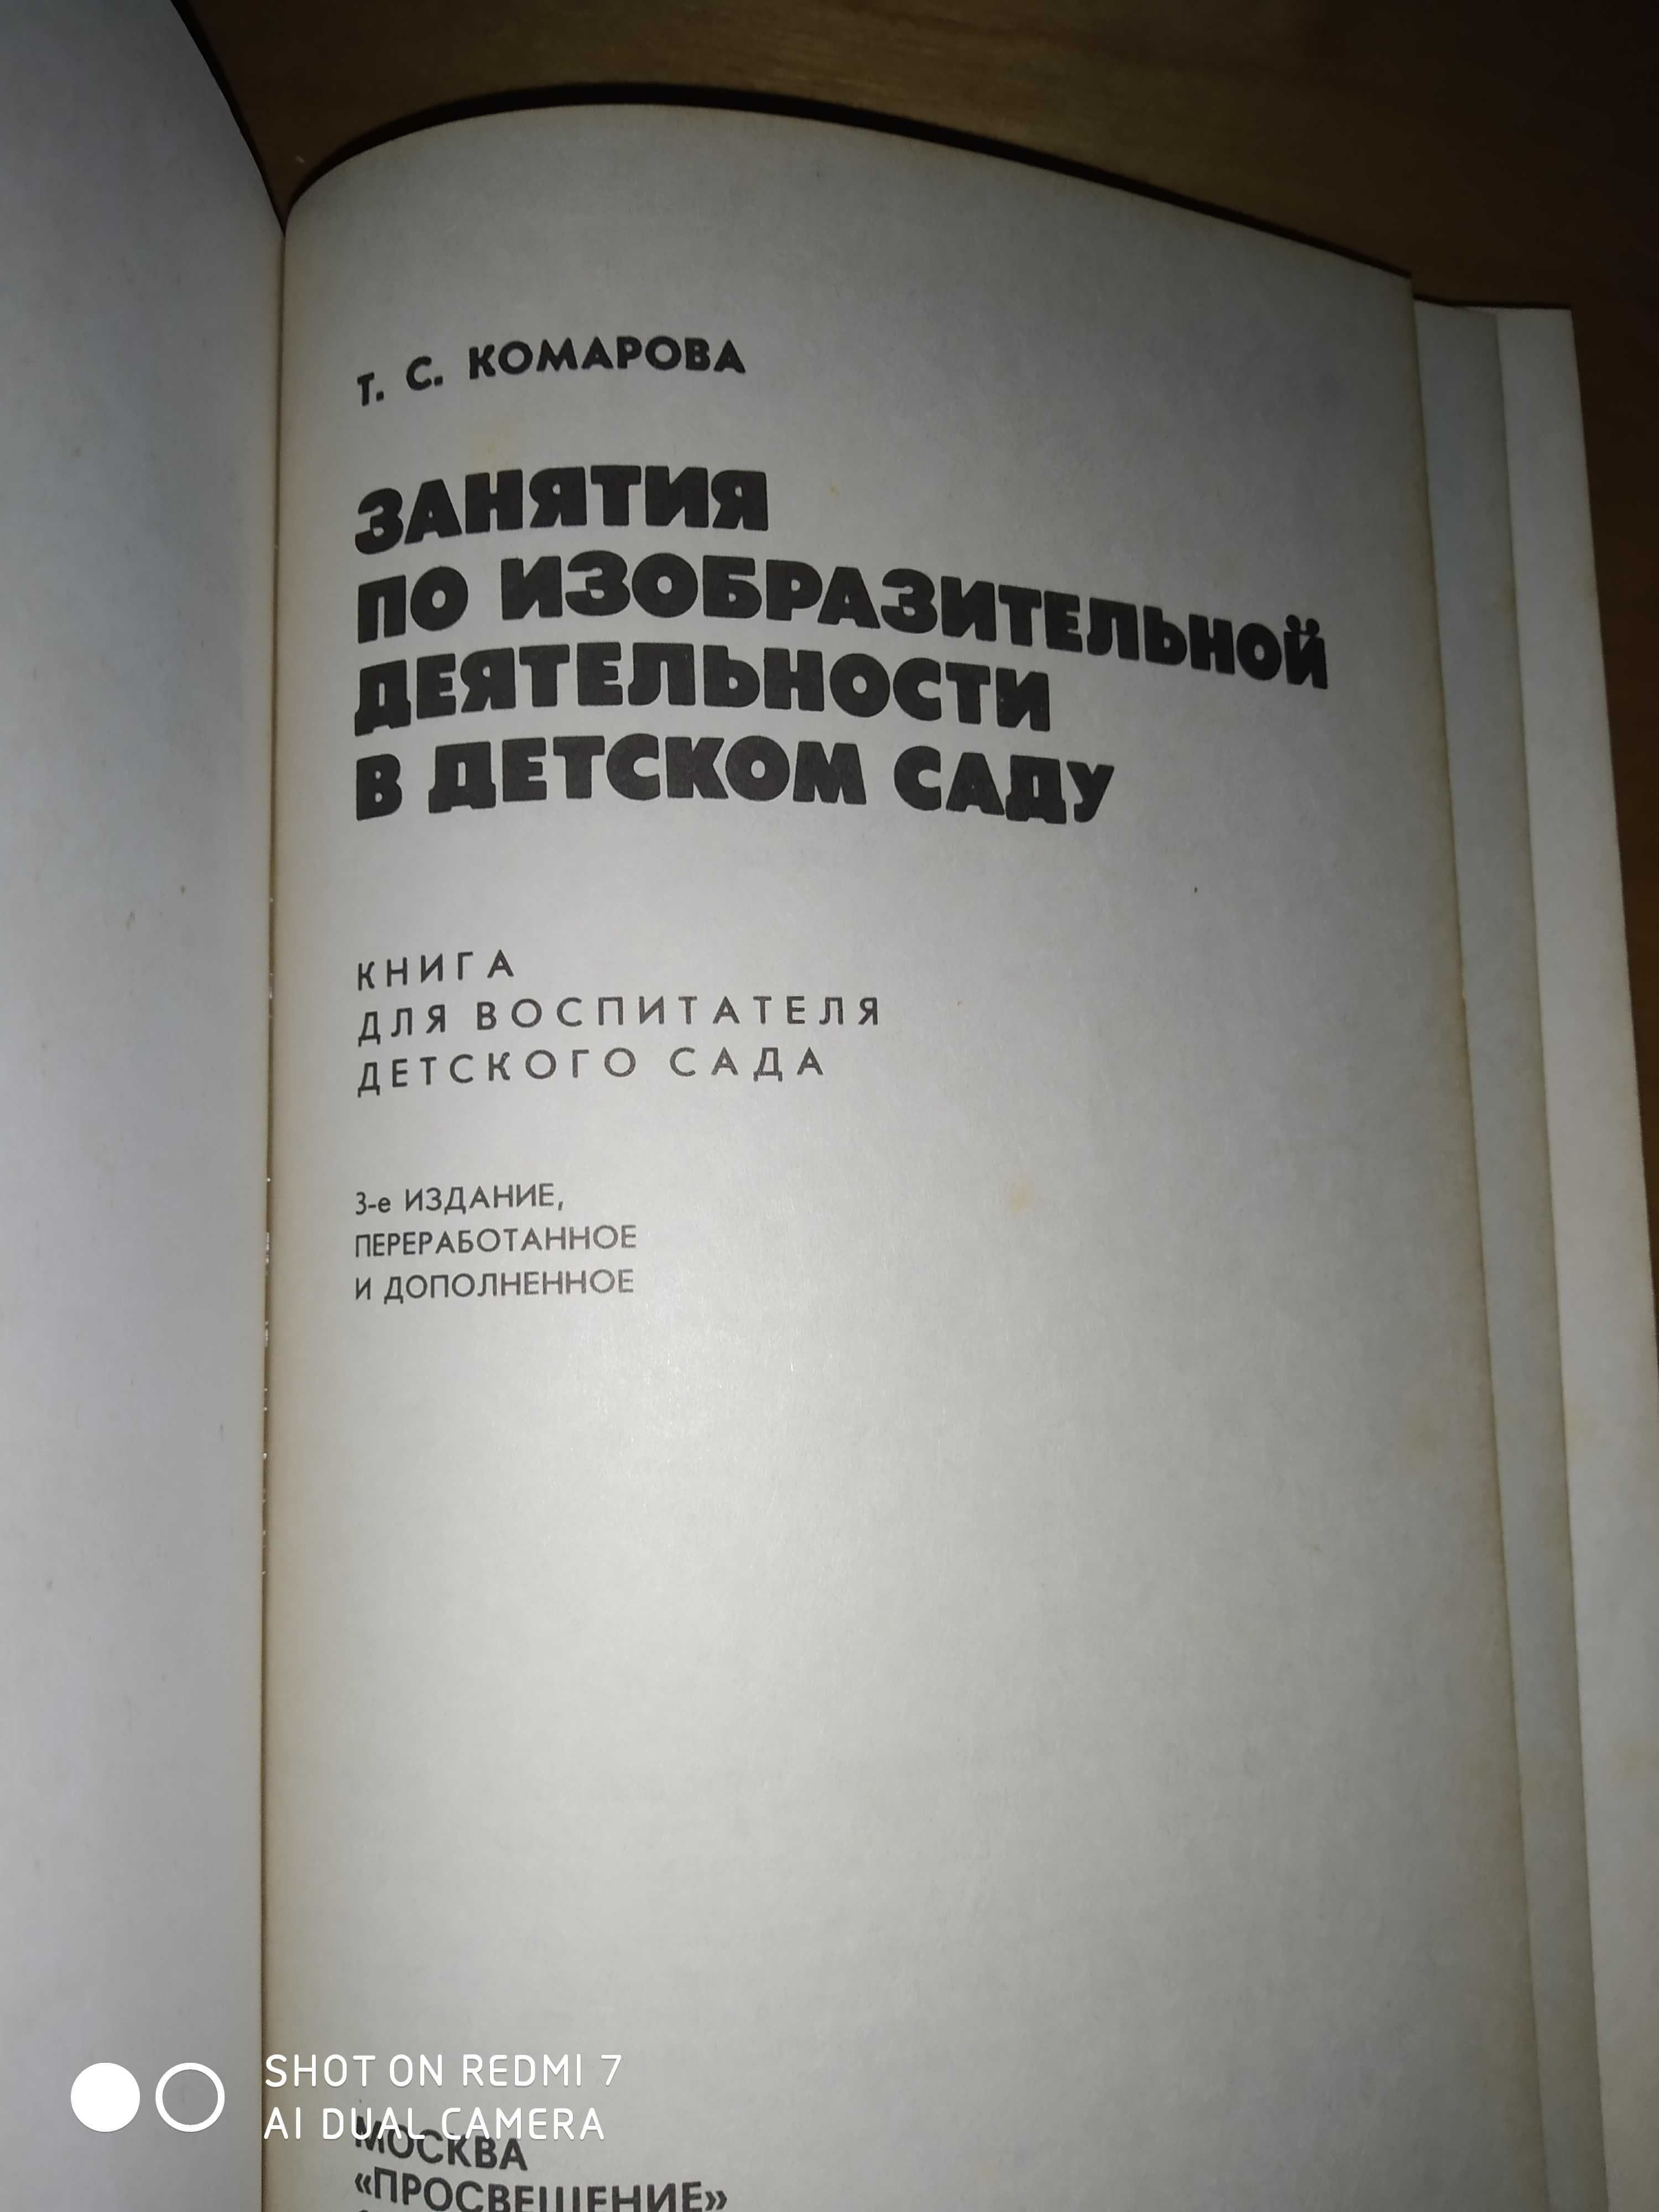 Т. С. КОМАРОВА
ЗАНЯТИЯ
ПО ИЗОБРАЗИТЕЛЬНОЙ
ДЕЯТЕЛЬНОСТИ
В ДЕТСКОМ САДУ
КНИГА
ДЛЯ ВОСПИТАТЕЛЯ
ДЕТСКОГО САДА
3-е ИЗДАНИЕ,
ПЕРЕРАБОТАННОЕ
И ДОПОЛНЕННОЕ
SHOT ON REDMI 7
AI DUAL CAMERA
МОСКВА
«ПРОСВЕЩЕНИЕ»